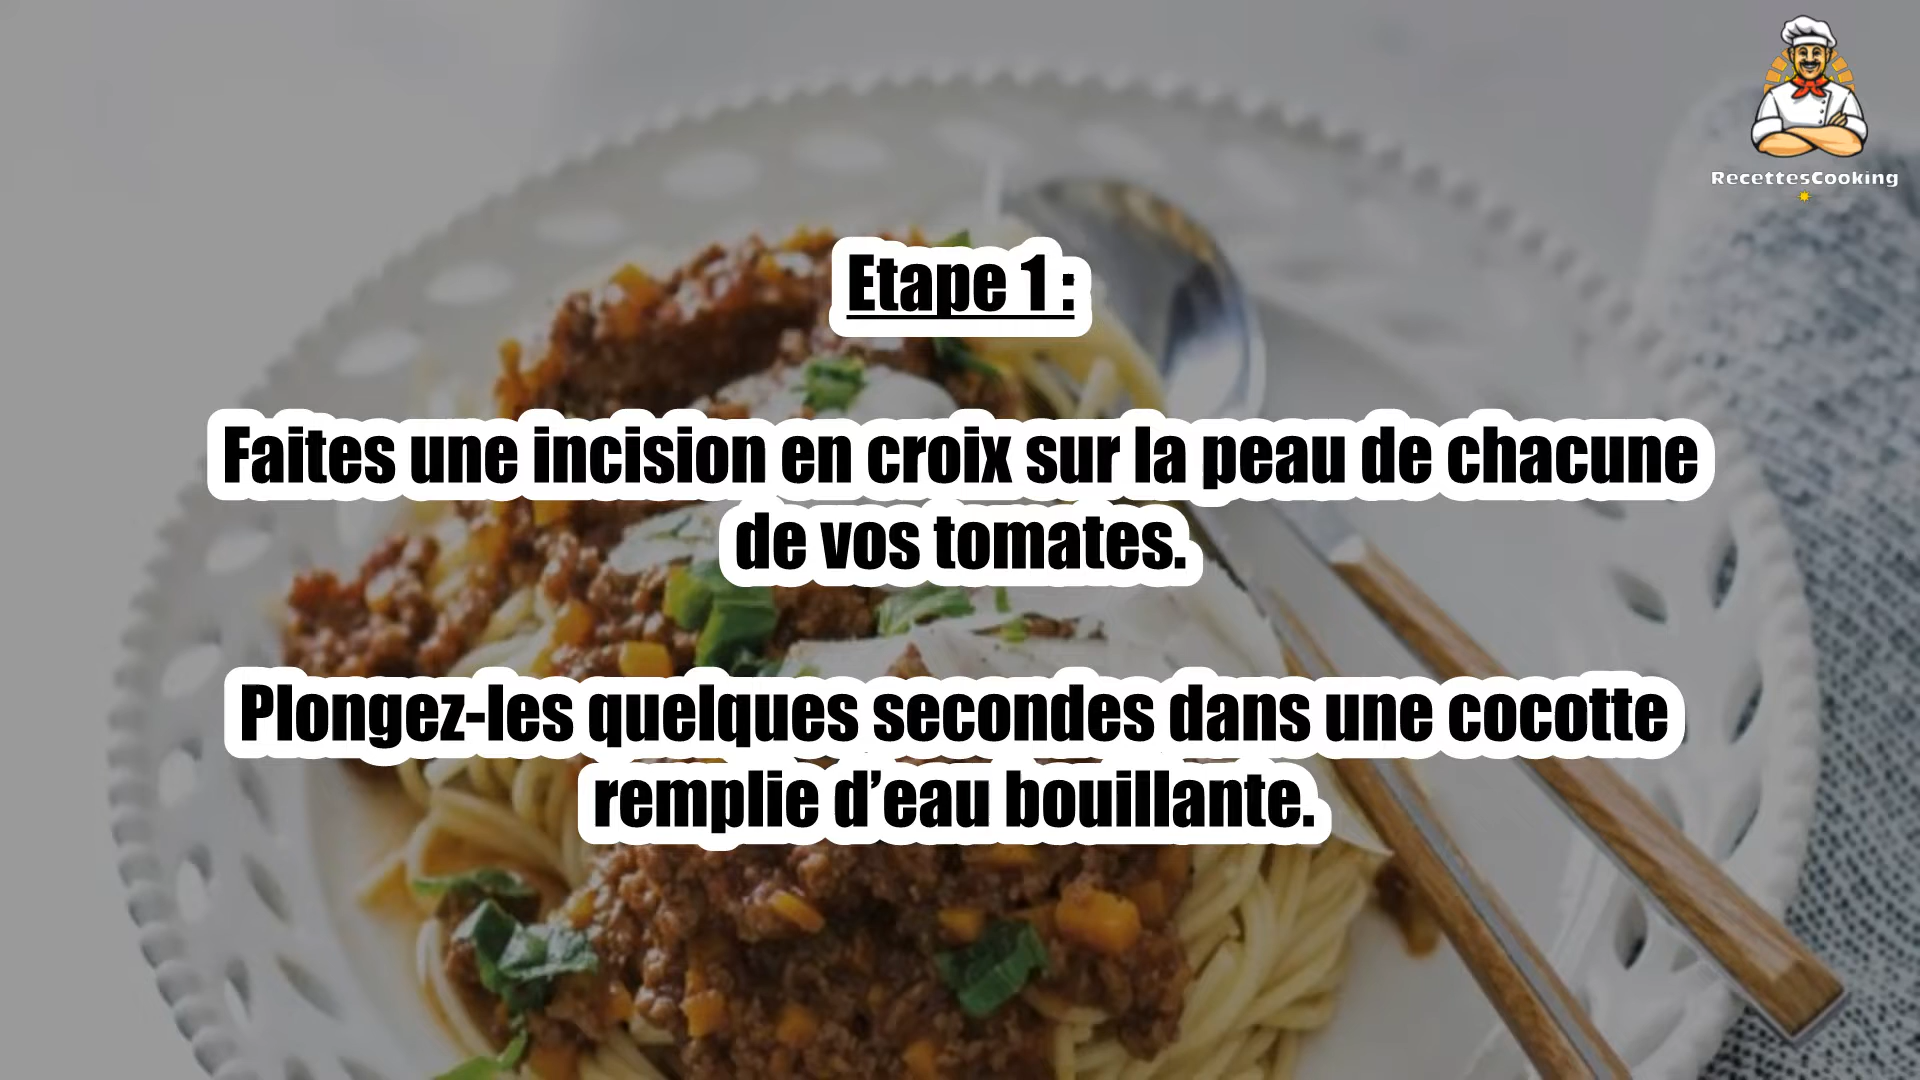 RecettesCooking
Etape 1 :
Faites une incision en croix sur la peau de chacune
de vos tomates.
Plongez-les quelques secondes dans une cocotte
remplie d’eau bouillante.